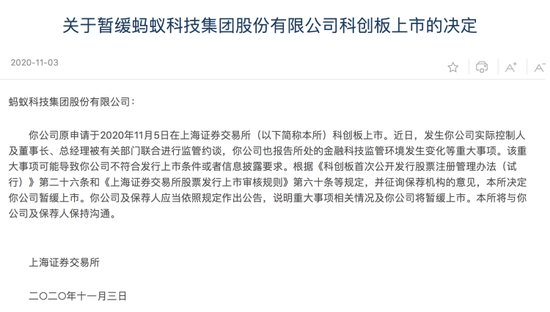 关于暂缓蚂蚁科技集团股份有限公司科创板上市的决定
2020-11-03
A+
A-
蚂蚁科技集团股份有限公司：
你公司原申请于2020年11月5日在上海证券交易所（以下简称本所）科创板上市。近日，发生你公司实际控制人
及董事长、总经理被有关部门联合进行监管约谈，你公司也报告所处的金融科技监管环境发生变化等重大事项。该重
大事项可能导致你公司不符合发行上市条件或者信息披露要求。根据《科创板首次公开发行股票注册管理办法（试
行）》第二十六条和《上海证券交易所股票发行上市审核规则》第六十条等规定，并征询保荐机构的意见，本所决定
你公司暂缓上市。你公司及保荐人应当依照规定作出公告，说明重大事项相关情况及你公司将暂缓上市。本所将与你
公司及保荐人保持沟通。
上海证券交易所
二〇二〇年十一月三日